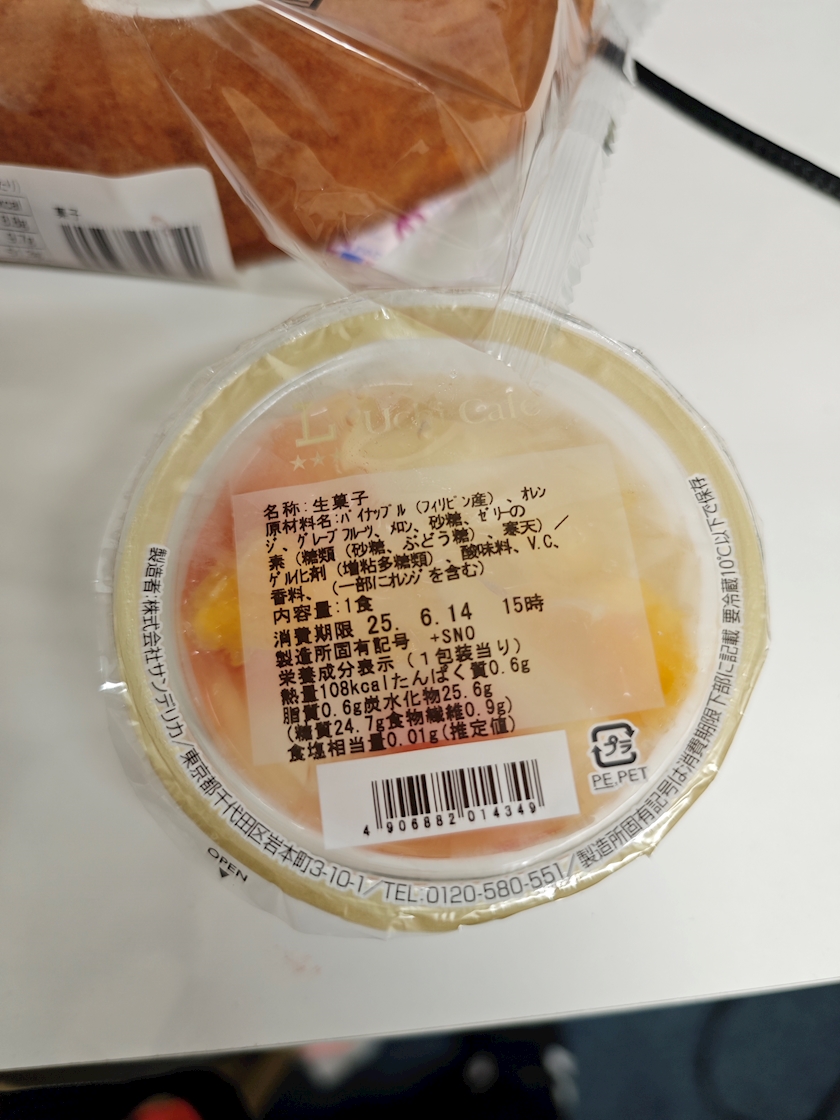 kcal
菓子
Café
名称:生菓子
原材料名:パイナップル(フィリピン産)、オレン
ジ、グレープフルーツ、メロン、砂糖、ゼリーの
素(糖類(砂糖、ぶどう糖)、寒天)/
ゲル化剤(増粘多糖類)、酸味料、V.C、
香料、(一部にオレンジを含む)
内容量:1食
消費期限 25. 6.14 15時
製造所固有記号 +SNO
栄養成分表示(1包装当り)
熱量108kcalたんぱく質0.6g
脂質0.6g炭水化物25.6g
(糖質24.7g食物繊維0.9g)
食塩相当量0.01g(推定値)
4 906882 014349
プラ
PE,PET
OPEN
製造者:株式会社サンデリカ/東京都千代田区岩本町3-10-1/TEL:0120-580-551/製造所固有記号は消費期限下部に記載 要冷蔵10℃以下で保存